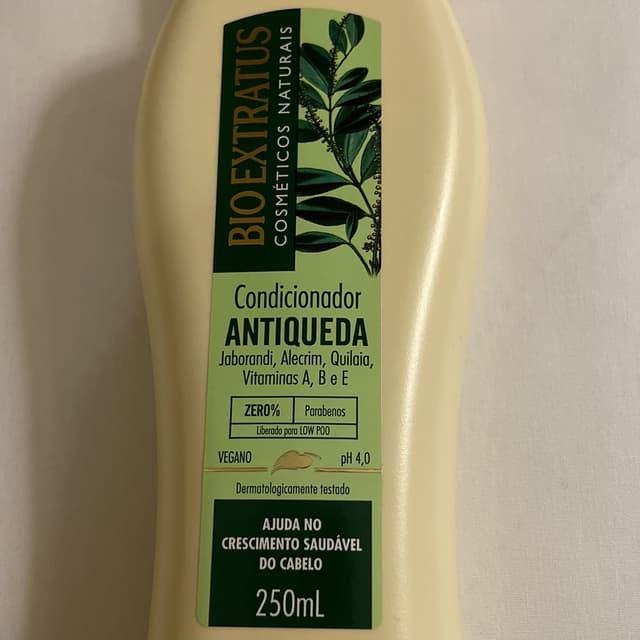 BIO EXTRATUS
COSMÉTICOS NATURAIS
Condicionador
ANTIQUEDA
Jaborandi, Alecrim, Quilaia,
Vitaminas A, B e E
ZERO% Parabenos
Liberado para LOW POO
VEGANO pH 4,0
Dermatologicamente testado
AJUDA NO
CRESCIMENTO SAUDÁVEL
DO CABELO
250mL